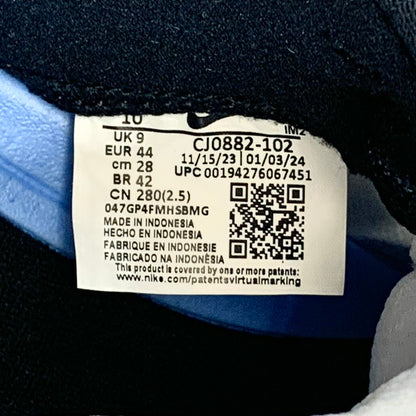 10
IM2
UK 9
CJ0882-102
EUR 44
11/15/23 | 01/03/24
cm 28
UPC 00194276067451
BR 42
CN 280(2.5)
047GP4FMHSBMG
MADE IN INDONESIA
HECHO EN INDONESIA
FABRIQUE EN INDONESIE
FABRICADO NA INDONÉSIA
This product is covered by one or more patents:
www.nike.com/patentsvirtualmarking